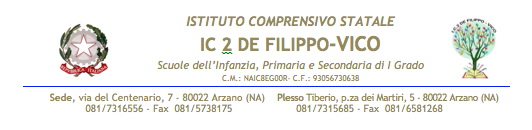 ISTITUTO COMPRENSIVO STATALE
IC 2 DE FILIPPO-VICO
Scuole dell'Infanzia, Primaria e Secondaria di I Grado
C.M.: NAIC8EG00R- C.F.: 93056730638
Sede, via del Centenario, 7 - 80022 Arzano (NA) Plesso Tiberio, p.za dei Martiri, 5 - 80022 Arzano (NA)
081/7316556 - Fax 081/5738175 081/7315685 - Fax 081/6581268